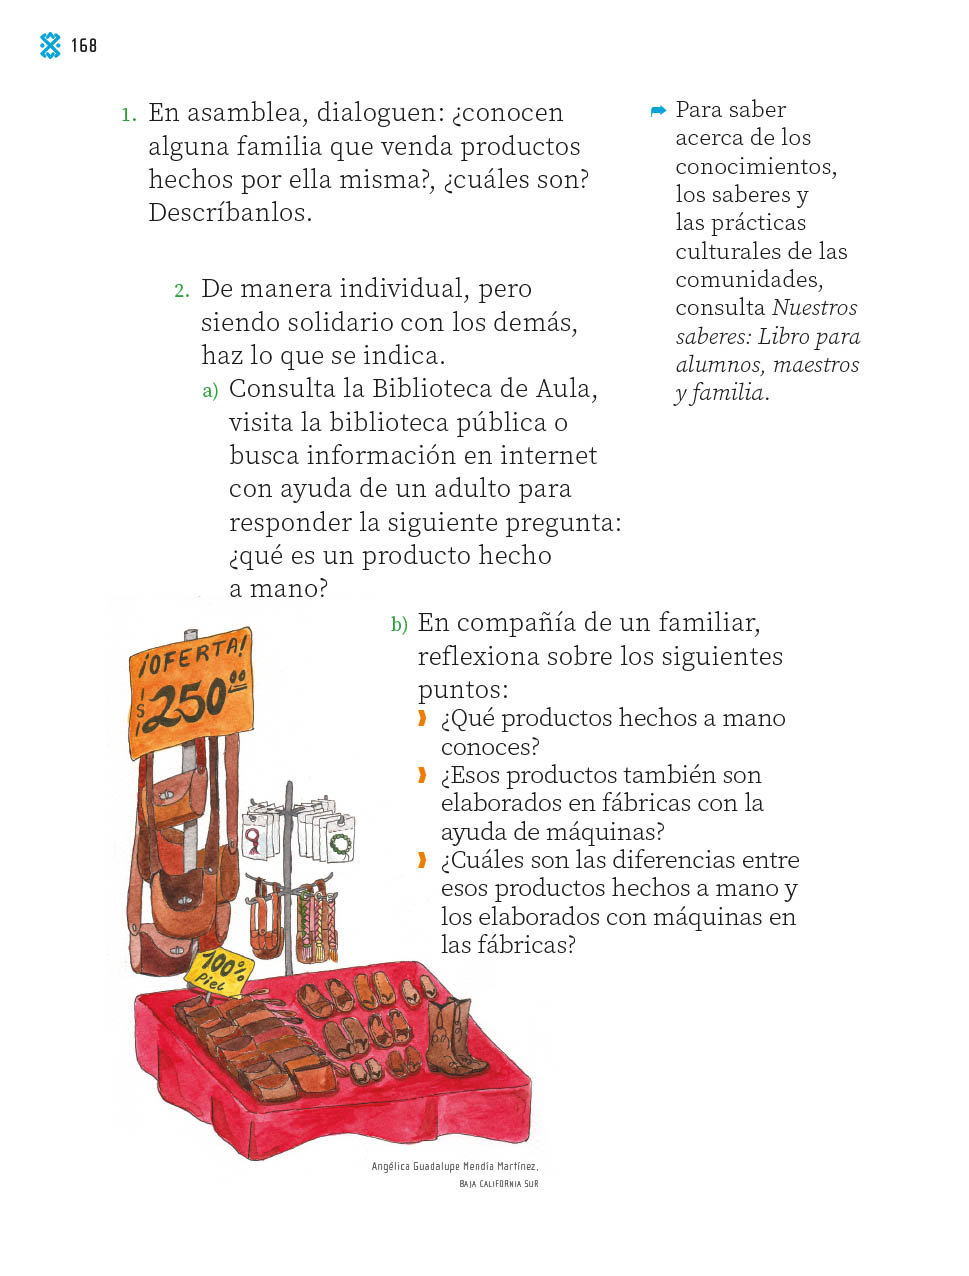 168
1. En asamblea, dialoguen: ¿conocen
alguna familia que venda productos
hechos por ella misma?, ¿cuáles son?
Descríbanlos.
Para saber
acerca de los
conocimientos,
los saberes y
las prácticas
culturales de las
comunidades,
consulta Nuestros
saberes: Libro para
alumnos, maestros
y familia.
2. De manera individual, pero
siendo solidario con los demás,
haz lo que se indica.
a) Consulta la Biblioteca de Aula,
visita la biblioteca pública o
busca información en internet
con ayuda de un adulto para
responder la siguiente pregunta:
¿qué es un producto hecho
a mano?
b) En compañía de un familiar,
reflexiona sobre los siguientes
puntos:
¿Qué productos hechos a mano
conoces?
¿Esos productos también son
elaborados en fábricas con la
ayuda de máquinas?
¿Cuáles son las diferencias entre
esos productos hechos a mano y
los elaborados con máquinas en
las fábricas?
¡OFERTA!
$250.00
100%
Piel
Angélica Guadalupe Mendía Martínez,
Baja California Sur